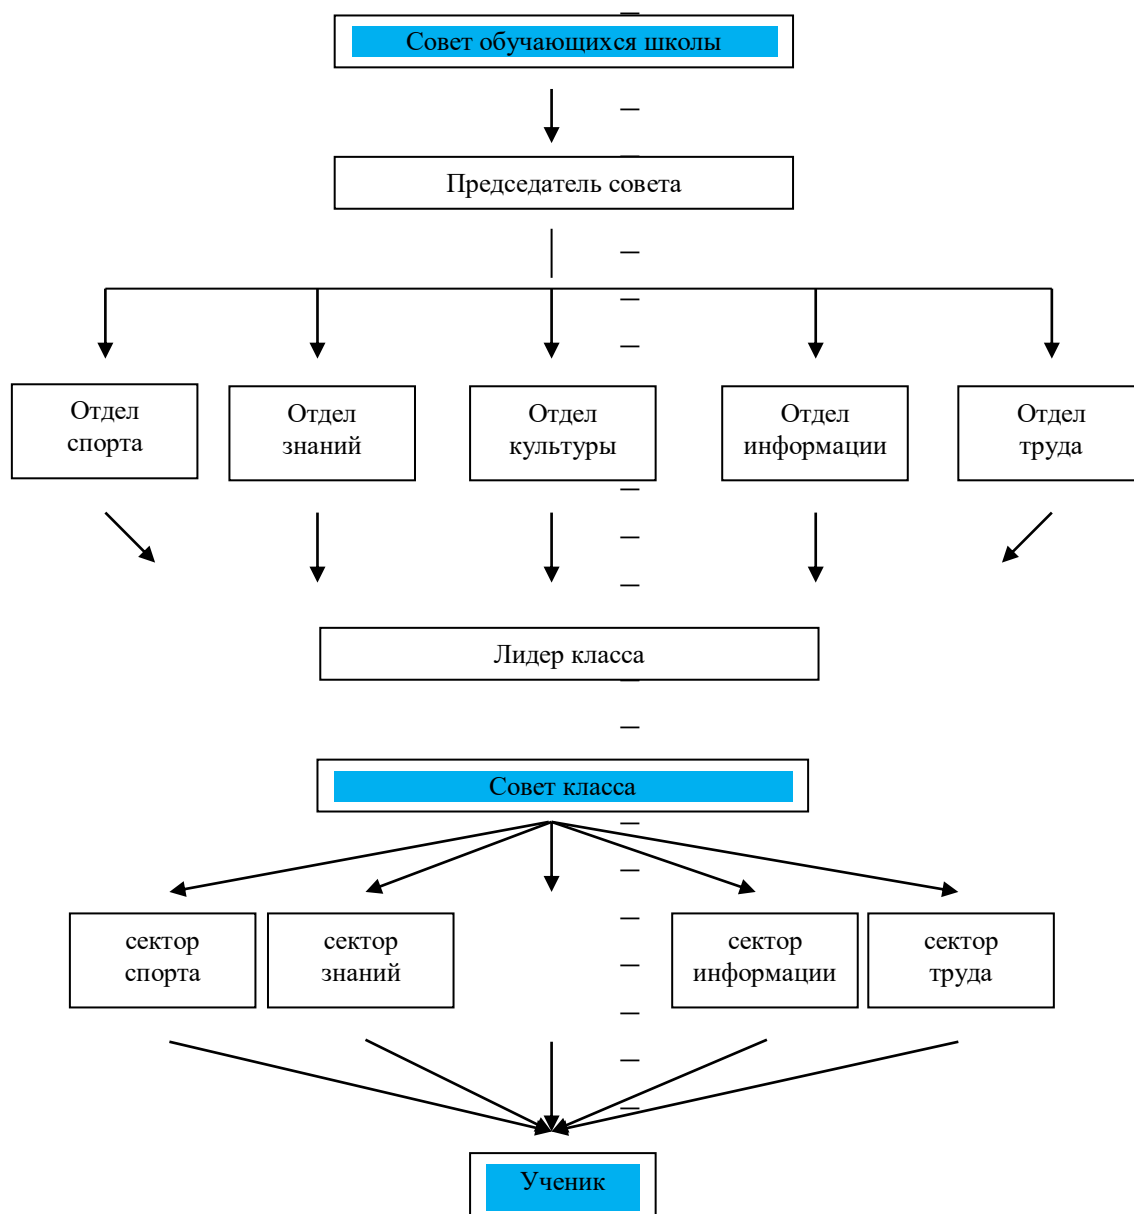 Совет обучающихся школы
Председатель совета
Отдел
спорта
Отдел
знаний
Отдел
культуры
Отдел
информации
Отдел
труда
Лидер класса
Совет класса
сектор
спорта
сектор
знаний
сектор
информации
сектор
труда
Ученик